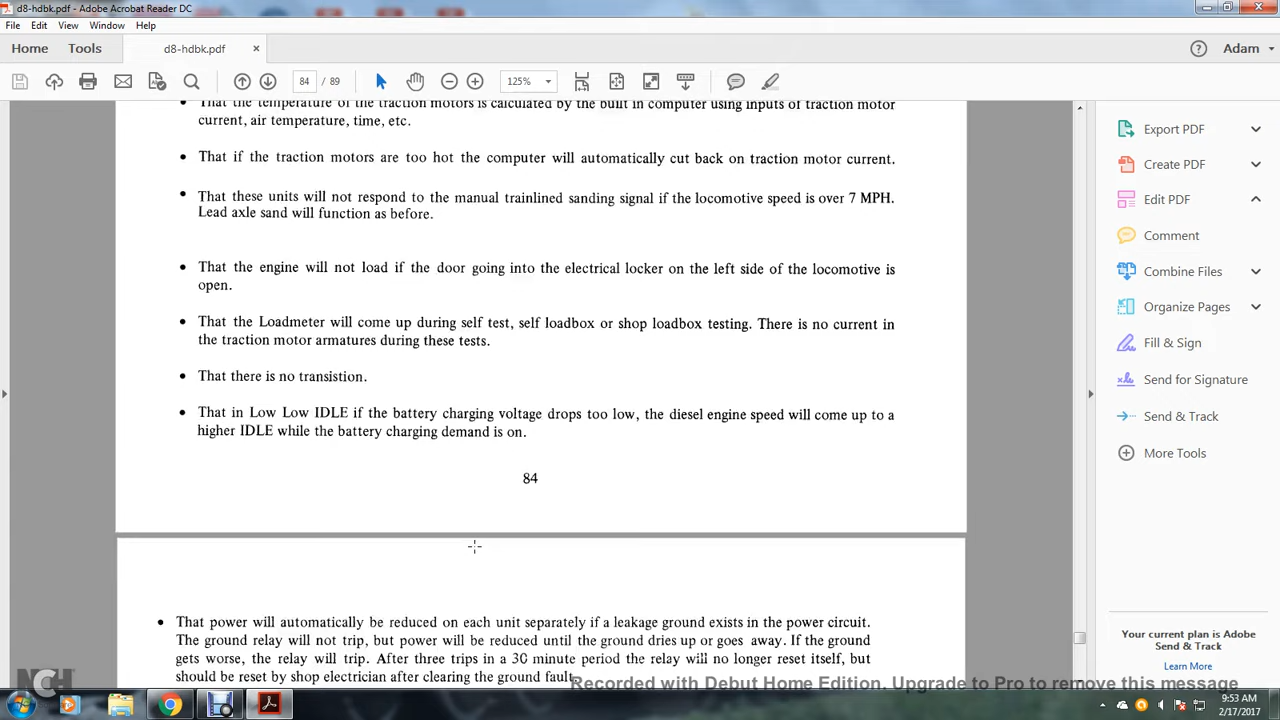 d8-hdbk.pdf - Adobe Acrobat Reader DC
File Edit View Window Help
Home Tools d8-hdbk.pdf × Adam
84 / 89 125%
• That the temperature of the traction motors is calculated by the built in computer using inputs of traction motor
current, air temperature, time, etc.
• That if the traction motors are too hot the computer will automatically cut back on traction motor current.
• That these units will not respond to the manual trainlined sanding signal if the locomotive speed is over 7 MPH.
Lead axle sand will function as before.
• That the engine will not load if the door going into the electrical locker on the left side of the locomotive is
open.
• That the Loadmeter will come up during self test, self loadbox or shop loadbox testing. There is no current in
the traction motor armatures during these tests.
• That there is no transistion.
• That in Low Low IDLE if the battery charging voltage drops too low, the diesel engine speed will come up to a
higher IDLE while the battery charging demand is on.
84
• That power will automatically be reduced on each unit separately if a leakage ground exists in the power circuit.
The ground relay will not trip, but power will be reduced until the ground dries up or goes away. If the ground
gets worse, the relay will trip. After three trips in a 30 minute period the relay will no longer reset itself, but
should be reset by shop electrician after clearing the ground fault.
Export PDF
Create PDF
Edit PDF
Comment
Combine Files
Organize Pages
Fill & Sign
Send for Signature
Send & Track
More Tools
Your current plan is Adobe
Send & Track
Learn More
NCH
Recorded with Debut Home Edition. Upgrade to Pro to remove this message
9:53 AM
2/17/2017